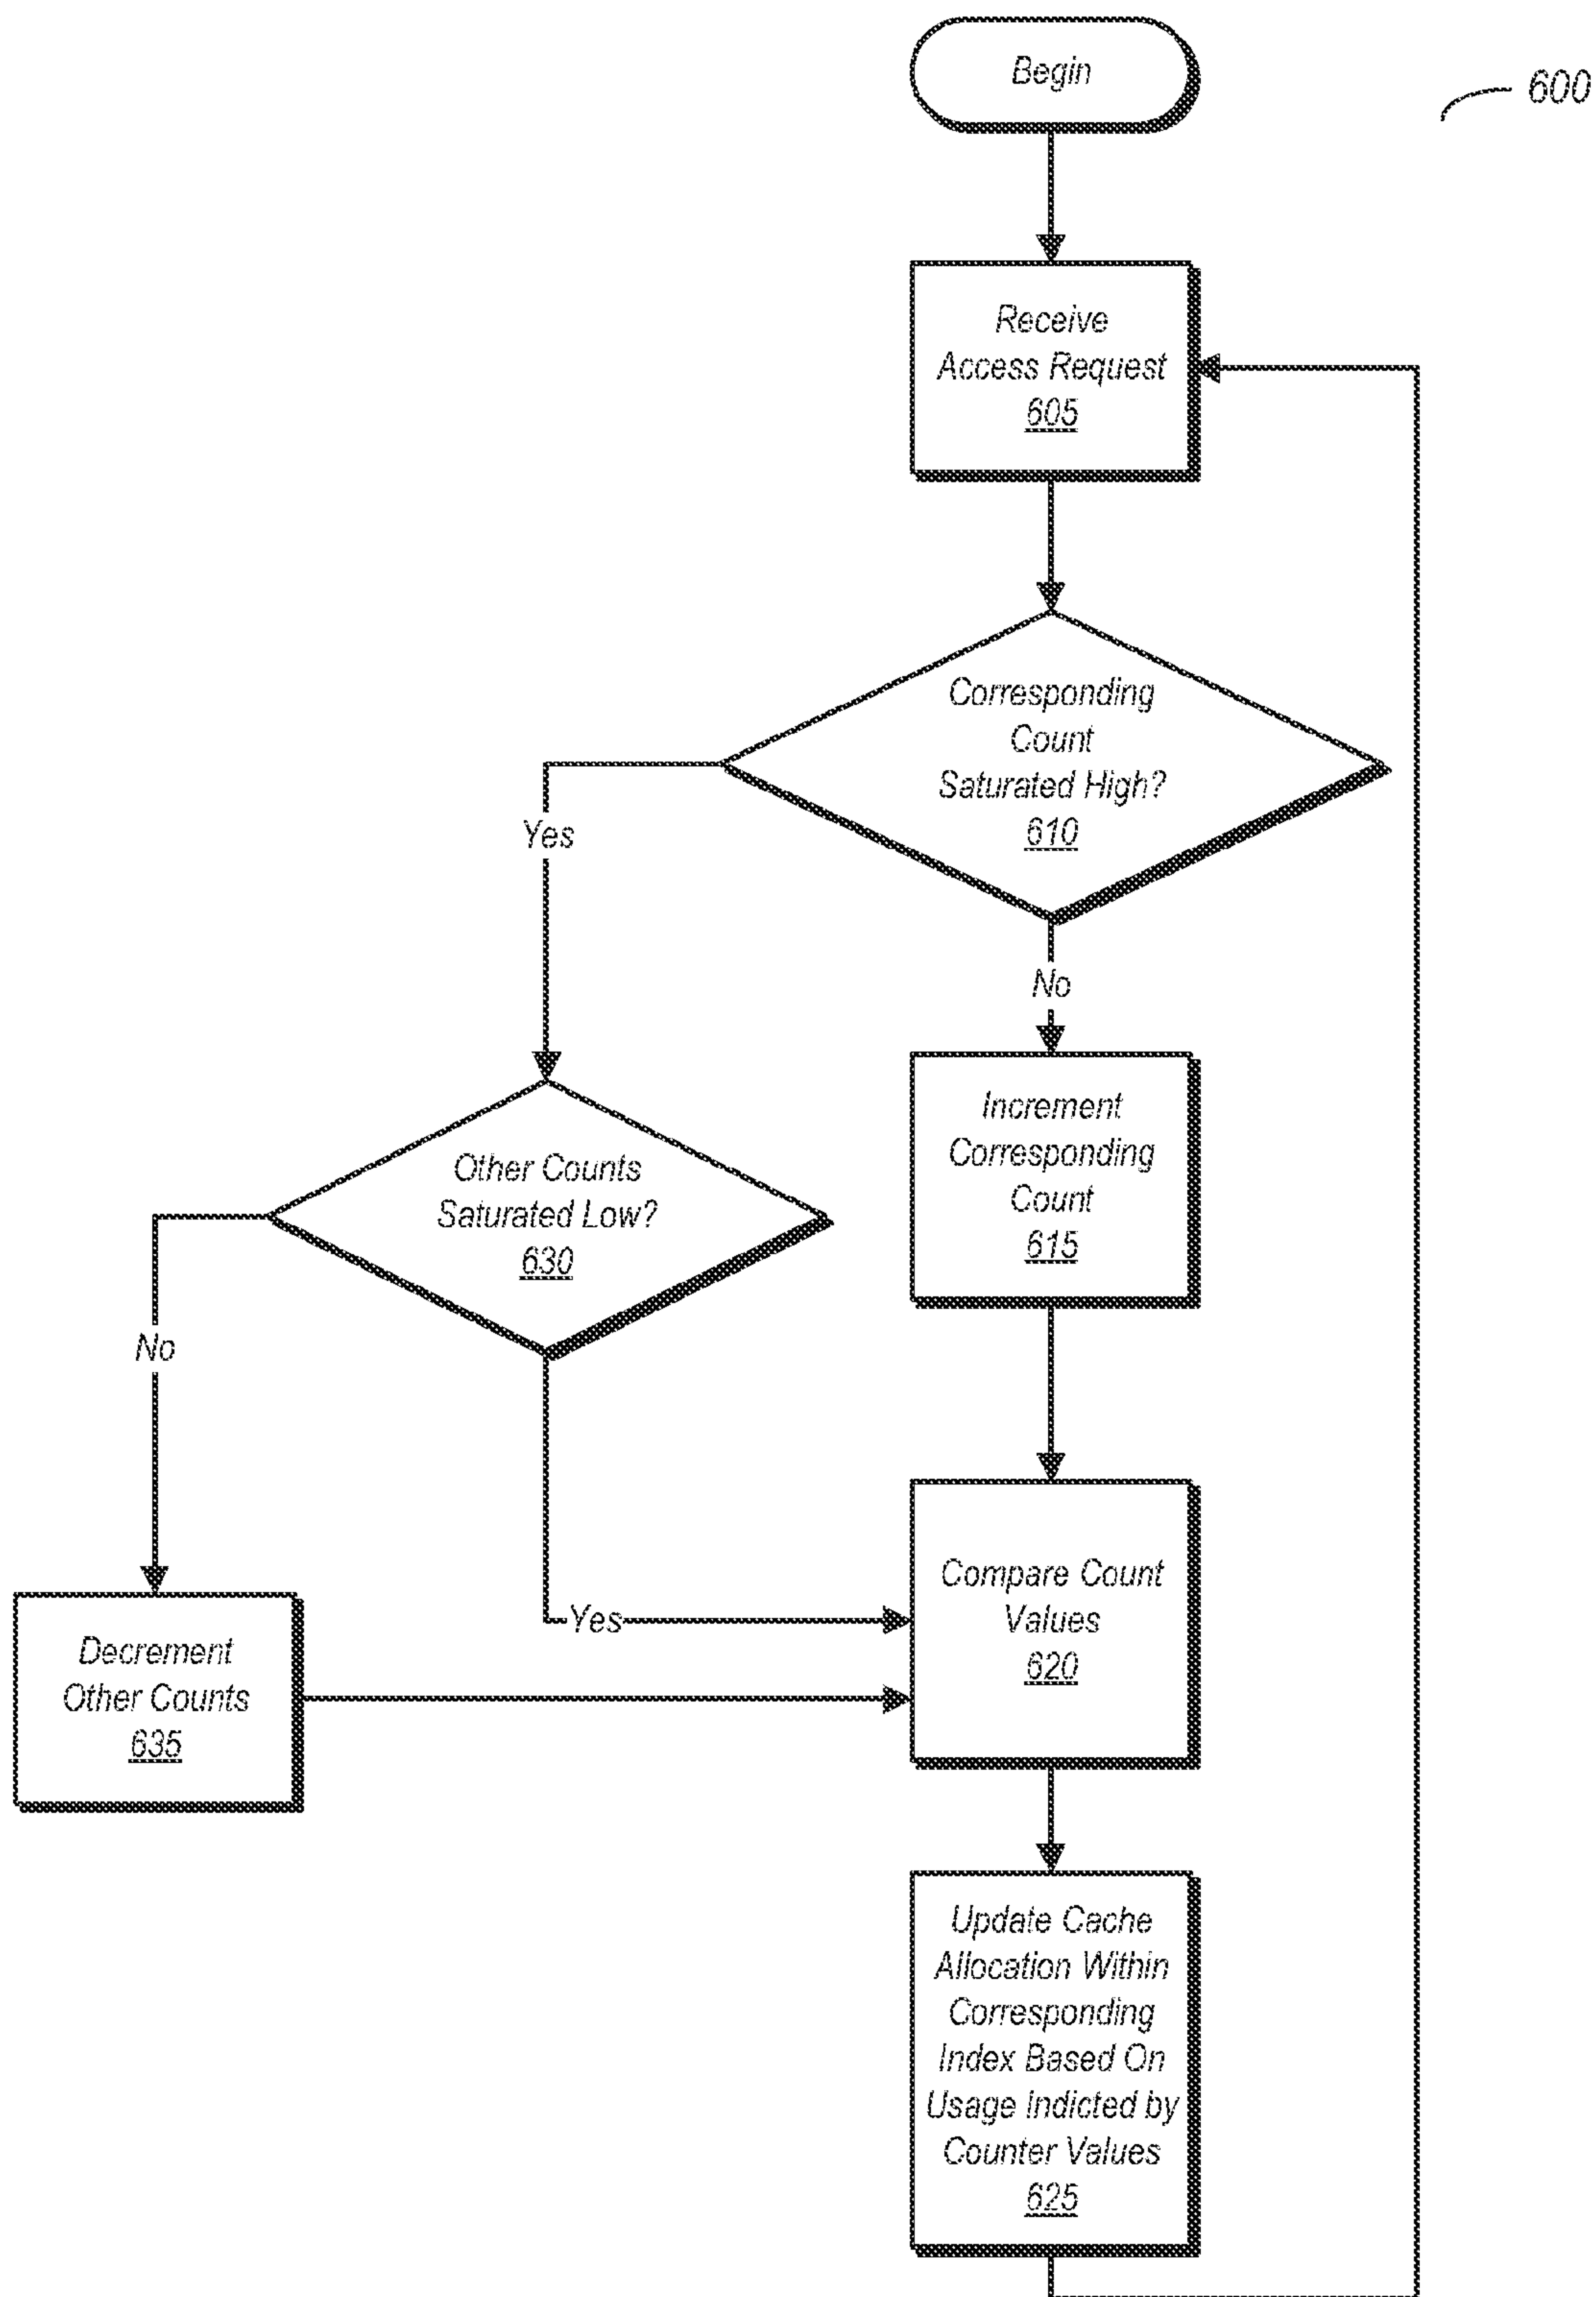 Begin
600
Receive
Access Request
605
Corresponding
Count
Saturated High?
610
Yes
No
Increment
Corresponding
Count
615
Other Counts
Saturated Low?
630
No
Yes
Compare Count
Values
620
Decrement
Other Counts
635
Update Cache
Allocation Within
Corresponding
Index Based On
Usage Indicted by
Counter Values
625